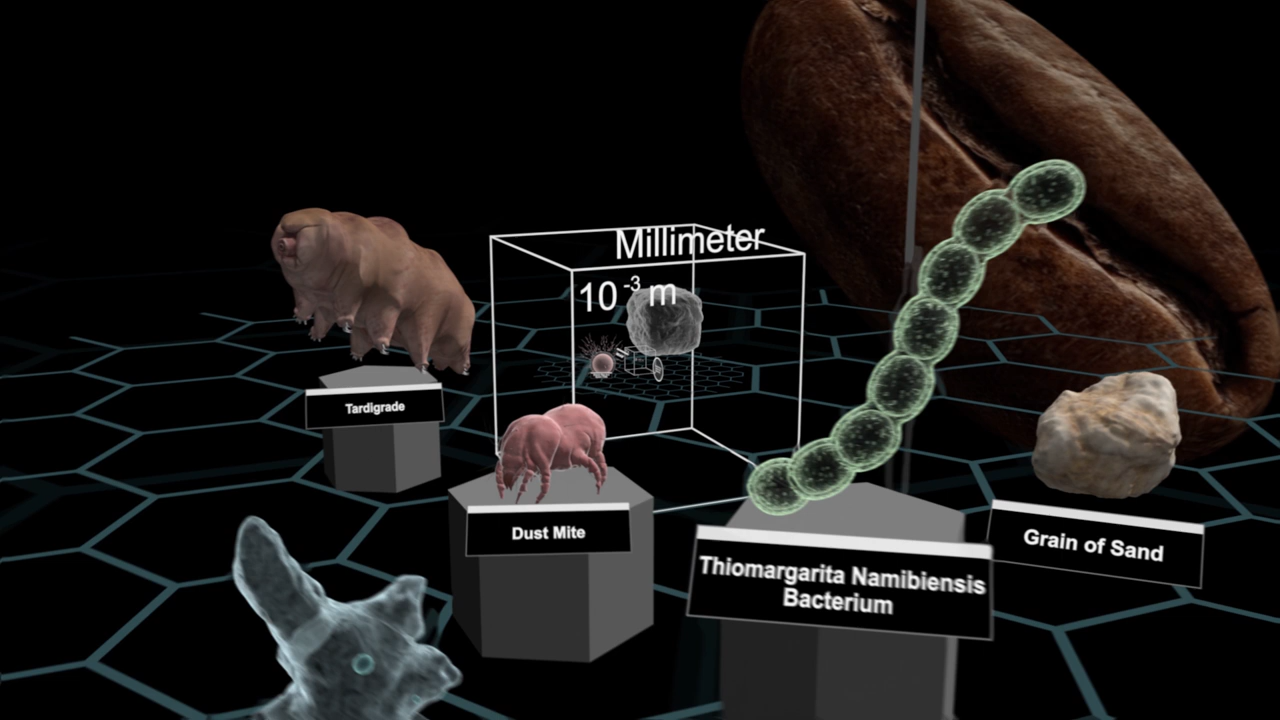 Millimeter
10⁻³ m
Tardigrade
Dust Mite
Thiomargarita Namibiensis
Bacterium
Grain of Sand